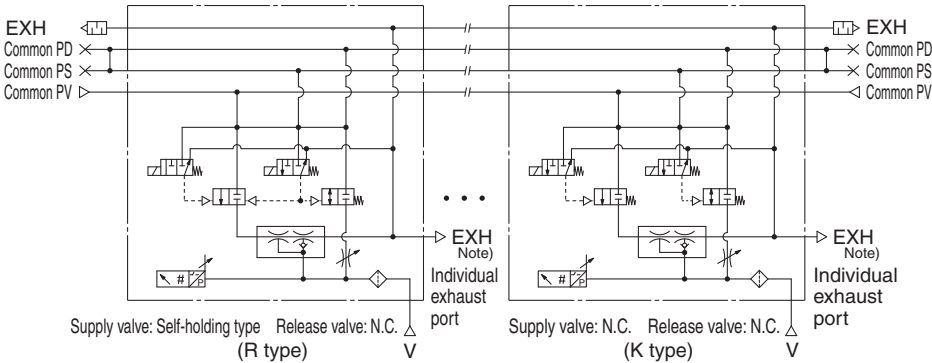 EXH
EXH
Common PD
Common PD
Common PS
Common PS
Common PV
Common PV
EXH
Note)
Individual
exhaust
port
EXH
Note)
Individual
exhaust
port
#
P
#
P
Supply valve: Self-holding type Release valve: N.C.
(R type)
V
Supply valve: N.C. Release valve: N.C.
(K type)
V